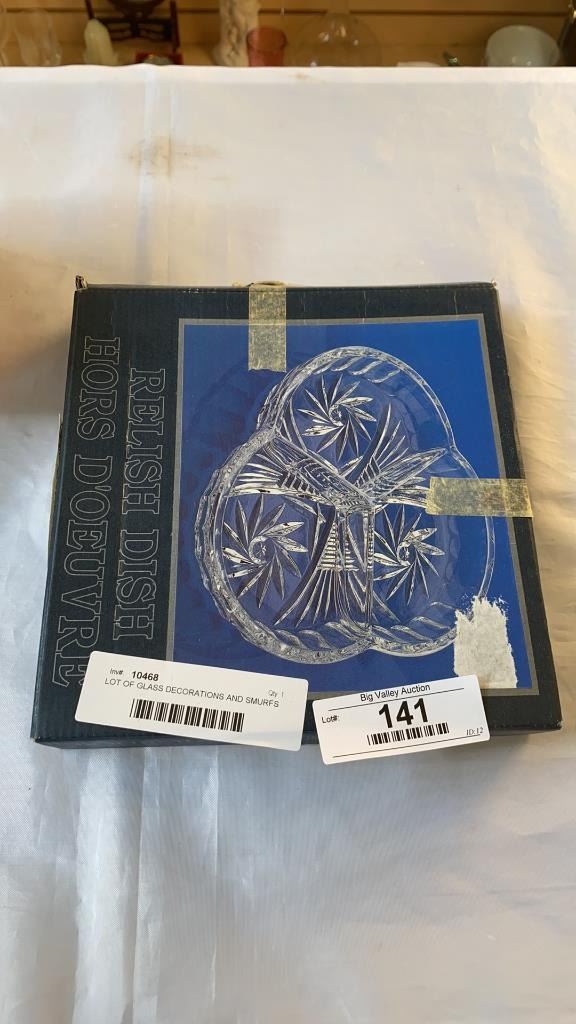 RELISH DISH
HORS D'OEUVRE
Inv#: 10468
Qty 1
LOT OF GLASS DECORATIONS AND SMURFS
Big Valley Auction
Lot#: 141
ID:12